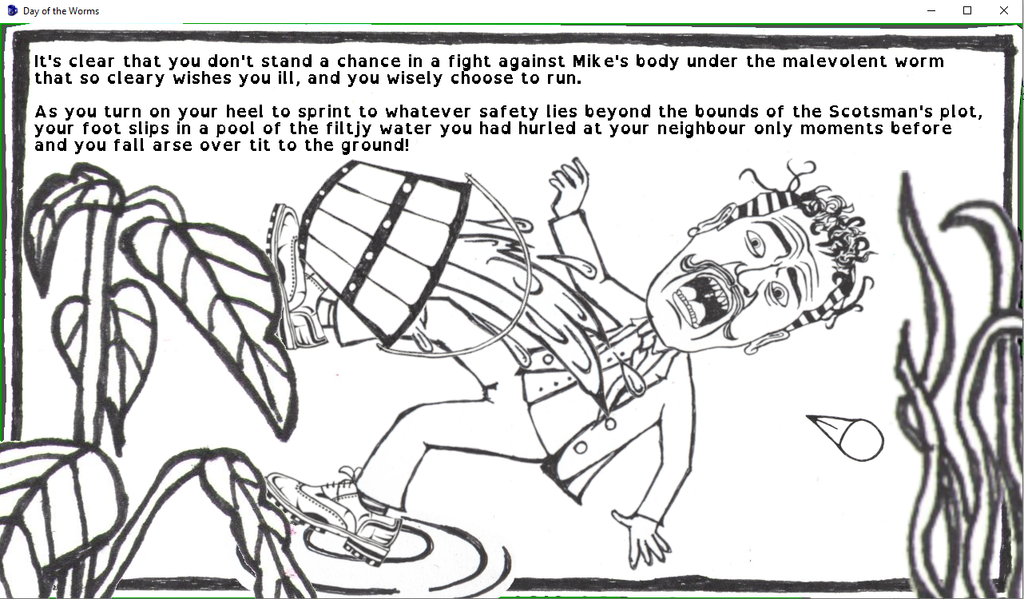 Day of the Worms
It's clear that you don't stand a chance in a fight against Mike's body under the malevolent worm
that so cleary wishes you ill, and you wisely choose to run.
As you turn on your heel to sprint to whatever safety lies beyond the bounds of the Scotsman's plot,
your foot slips in a pool of the filtjy water you had hurled at your neighbour only moments before
and you fall arse over tit to the ground!